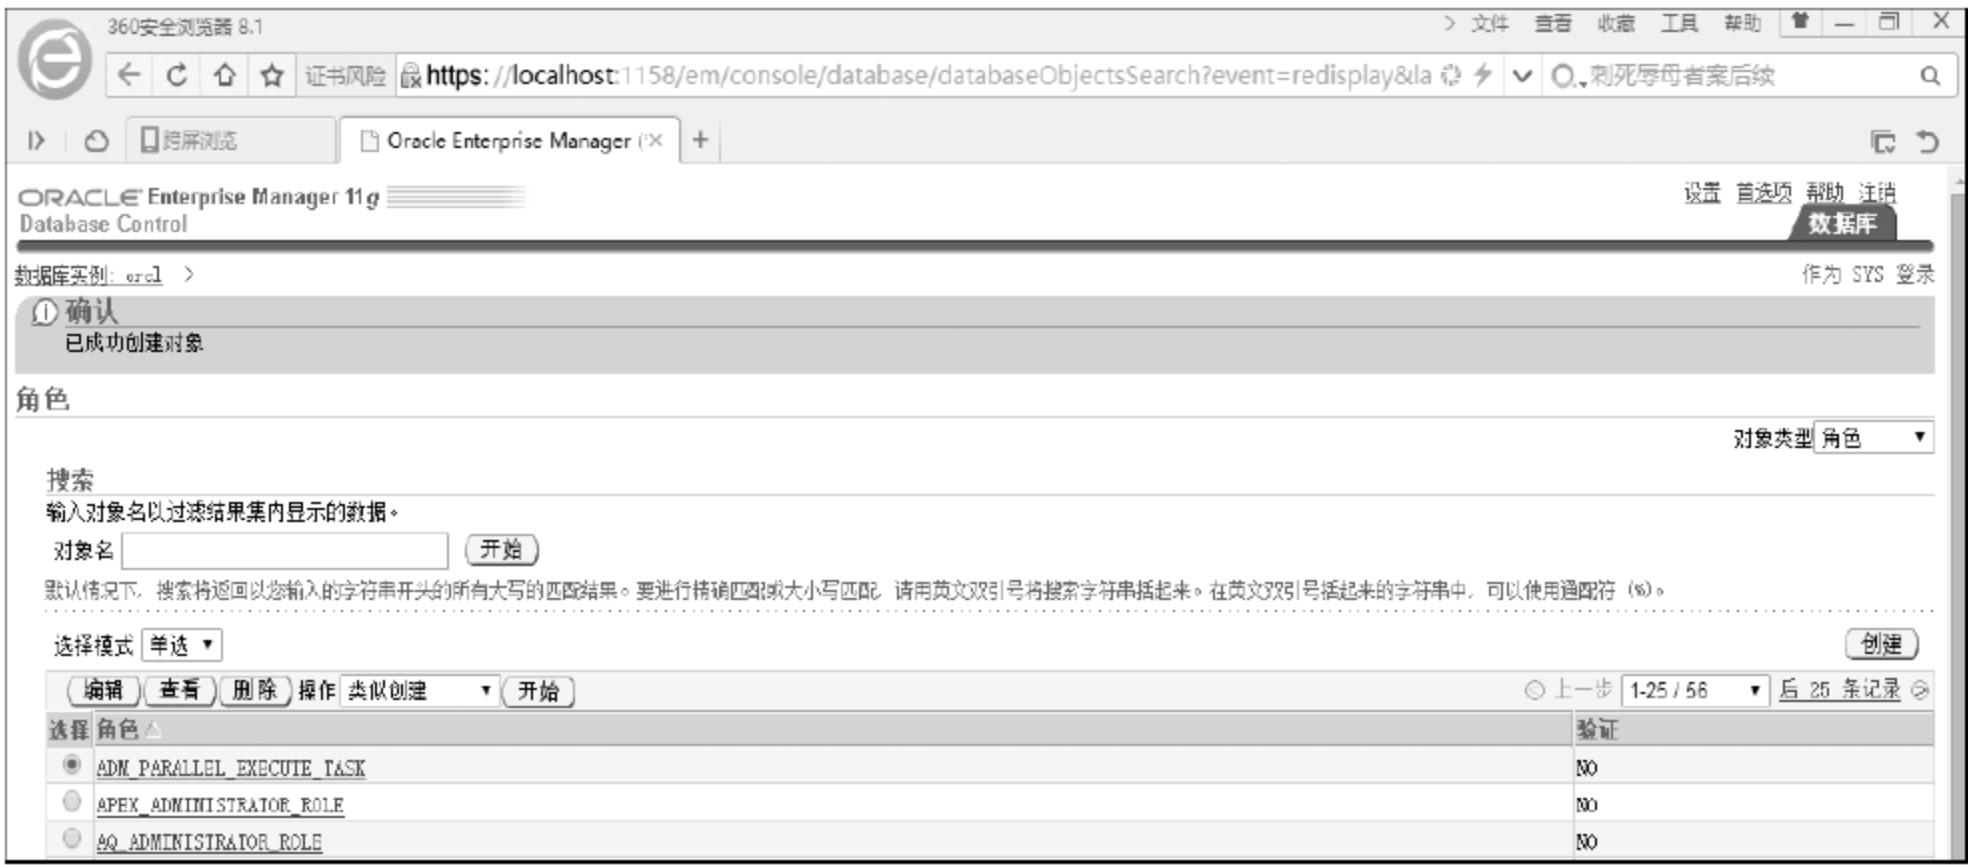 360安全浏览器 8.1
文件 查看 收藏 工具 帮助
证书风险 https://localhost:1158/em/console/database/databaseObjectsSearch?event=redisplay&la 刺死辱母者案后续
跨屏浏览 Oracle Enterprise Manager (
ORACLE Enterprise Manager 11g
Database Control
设置 首选项 帮助 注销
数据库
数据库实例: orcl >
作为 SYS 登录
确认
已成功创建对象
角色
对象类型 角色
搜索
输入对象名以过滤结果集内显示的数据。
对象名 开始
默认情况下, 搜索将返回以您输入的字符串开头的所有大写的匹配结果。要进行精确匹配或大小写匹配, 请用英文双引号将搜索字符串括起来。在英文双引号括起来的字符串中, 可以使用通配符 (%)。
选择模式 单选
创建
编辑 查看 删除 操作 类似创建 开始
上一步 1-25 / 56 后 25 条记录
选择 角色 验证
ADM_PARALLEL_EXECUTE_TASK NO
APEX_ADMINISTRATOR_ROLE NO
AQ_ADMINISTRATOR_ROLE NO